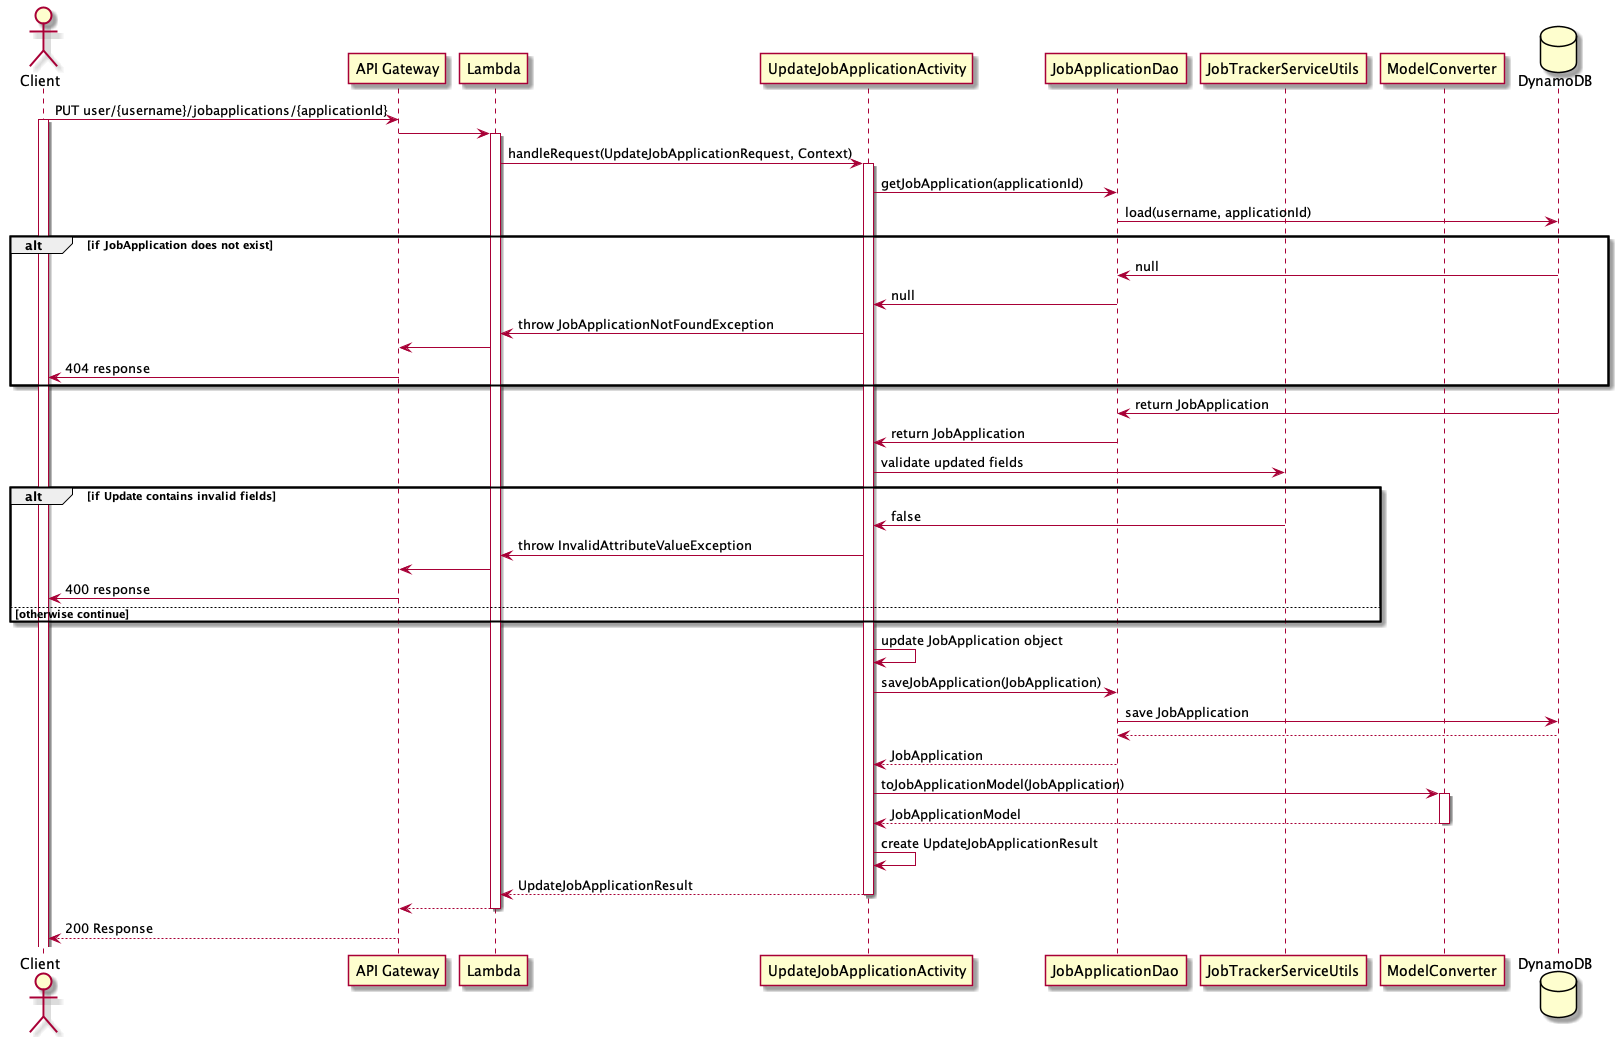 Client
API Gateway
Lambda
UpdateJobApplicationActivity
JobApplicationDao
JobTrackerServiceUtils
ModelConverter
DynamoDB
PUT user/{username}/jobapplications/{applicationId}
handleRequest(UpdateJobApplicationRequest, Context)
getJobApplication(applicationId)
load(username, applicationId)
alt [if JobApplication does not exist]
null
null
throw JobApplicationNotFoundException
404 response
return JobApplication
return JobApplication
validate updated fields
alt [if Update contains invalid fields]
false
throw InvalidAttributeValueException
400 response
[otherwise continue]
update JobApplication object
saveJobApplication(JobApplication)
save JobApplication
JobApplication
toJobApplicationModel(JobApplication)
JobApplicationModel
create UpdateJobApplicationResult
UpdateJobApplicationResult
200 Response
Client
API Gateway
Lambda
UpdateJobApplicationActivity
JobApplicationDao
JobTrackerServiceUtils
ModelConverter
DynamoDB